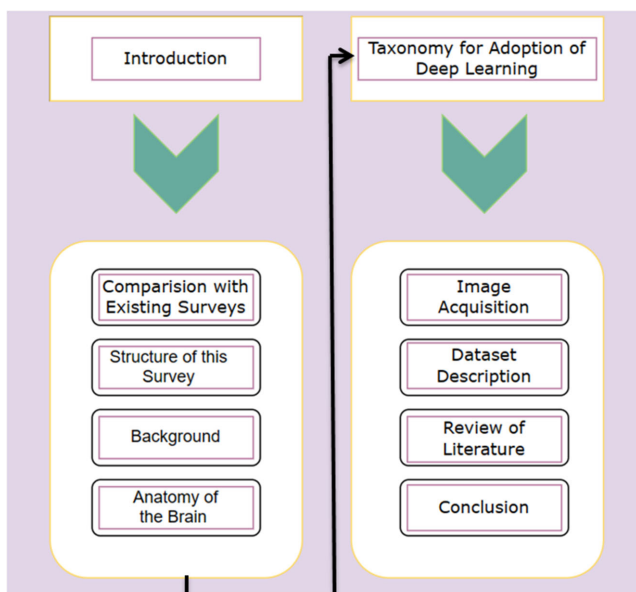 Introduction
Comparision with
Existing Surveys
Structure of this
Survey
Background
Anatomy of
the Brain
Taxonomy for Adoption of
Deep Learning
Image
Acquisition
Dataset
Description
Review of
Literature
Conclusion